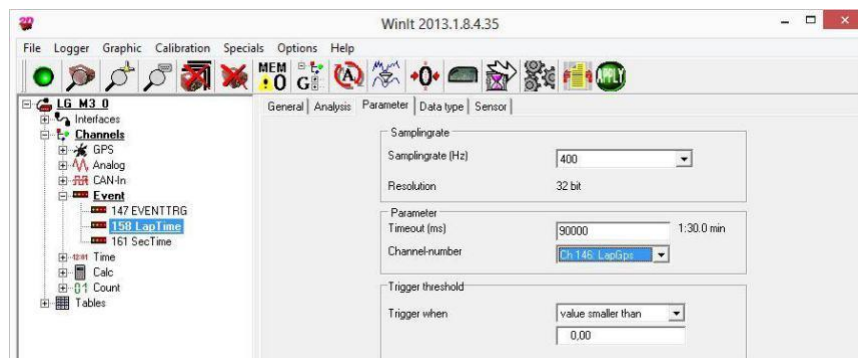 2D
WinIt 2013.1.8.4.35
File Logger Graphic Calibration Specials Options Help
MEM
!0 G A 0 APPLY
LG_M3_0
Interfaces
Channels
GPS
Analog
CAN-In
Event
147 EVENTTRG
158 LapTime
161 SecTime
Time
Calc
Count
Tables
General Analysis Parameter Data type Sensor
Samplingrate
Samplingrate (Hz) 400
Resolution 32 bit
Parameter
Timeout (ms) 90000 1:30.0 min
Channel-number Ch 146: LapGps
Trigger threshold
Trigger when value smaller than
0,00